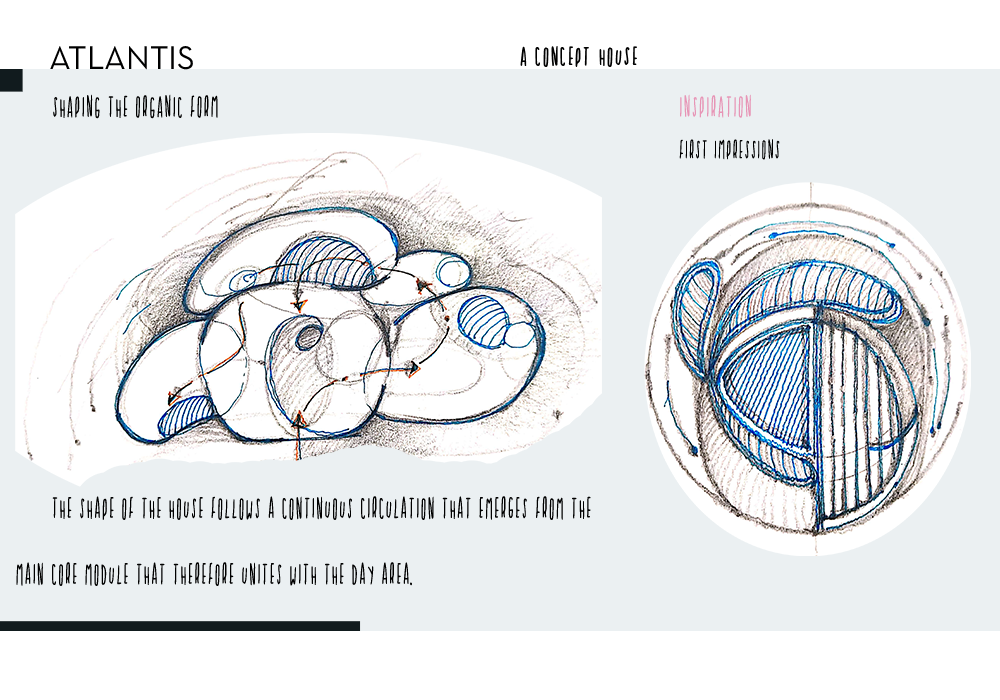 ATLANTIS
A CONCEPT HOUSE
SHAPING THE ORGANIC FORM
INSPIRATION
FIRST IMPRESSIONS
THE SHAPE OF THE HOUSE FOLLOWS A CONTINUOUS CIRCULATION THAT EMERGES FROM THE
MAIN CORE MODULE THAT THEREFORE UNITES WITH THE DAY AREA.